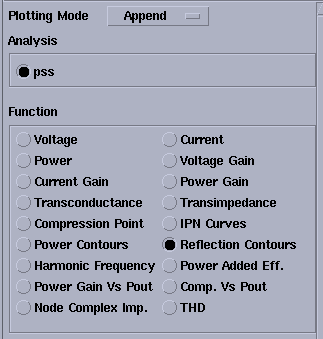 Plotting Mode Append
Analysis
pss
Function
Voltage Current
Power Voltage Gain
Current Gain Power Gain
Transconductance Transimpedance
Compression Point IPN Curves
Power Contours Reflection Contours
Harmonic Frequency Power Added Eff.
Power Gain Vs Pout Comp. Vs Pout
Node Complex Imp. THD